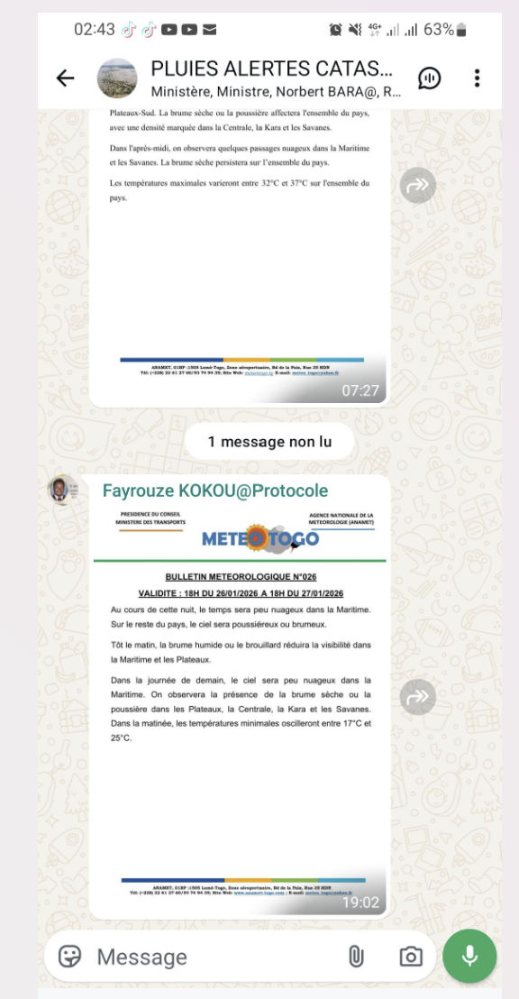 02:43
4G+
63%
PLUIES ALERTES CATAS...
Ministère, Ministre, Norbert BARA@, R...
Plateaux-Sud. La brume sèche ou la poussière affectera l'ensemble du pays,
avec une densité marquée dans la Centrale, la Kara et les Savanes.
Dans l'après-midi, on observera quelques passages nuageux dans la Maritime
et les Savanes. La brume sèche persistera sur l'ensemble du pays.
Les températures maximales varieront entre 32°C et 37°C sur l'ensemble du
pays.
ANAMET, 01BP :1505 Lomé-Togo, Zone aéroportuaire, Bd de la Paix, Rue 35 HDN
Tél: (+228) 22 61 27 60/93 76 94 35; Site Web: meteotogo.tg E-mail: meteo_togo@yahoo.fr
07:27
1 message non lu
Fayrouze KOKOU@Protocole
PRESIDENCE DU CONSEIL
MINISTERE DES TRANSPORTS
AGENCE NATIONALE DE LA
METEOROLOGIE (ANAMET)
METEO TOGO
BULLETIN METEOROLOGIQUE N°026
VALIDITE : 18H DU 26/01/2026 A 18H DU 27/01/2026
Au cours de cette nuit, le temps sera peu nuageux dans la Maritime.
Sur le reste du pays, le ciel sera poussiéreux ou brumeux.
Tôt le matin, la brume humide ou le brouillard réduira la visibilité dans
la Maritime et les Plateaux.
Dans la journée de demain, le ciel sera peu nuageux dans la
Maritime. On observera la présence de la brume sèche ou la
poussière dans les Plateaux, la Centrale, la Kara et les Savanes.
Dans la matinée, les températures minimales oscilleront entre 17°C et
25°C.
ANAMET, 01BP :1505 Lomé-Togo, Zone aéroportuaire, Bd de la Paix, Rue 35 HDN
Tél: (+228) 22 61 27 60/93 76 94 35; Site Web: www.anamet-togo.com ; E-mail: meteo_togo@yahoo.fr
19:02
Message